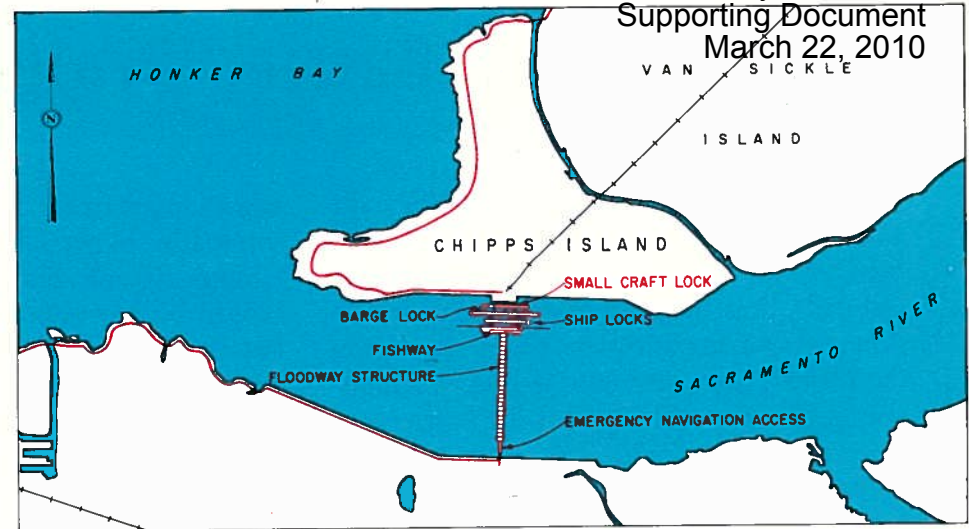 Supporting Document
March 22, 2010
HONKER BAY
VAN SICKLE
ISLAND
N
CHIPPS ISLAND
SMALL CRAFT LOCK
BARGE LOCK
SHIP LOCKS
FISHWAY
FLOODWAY STRUCTURE
SACRAMENTO RIVER
EMERGENCY NAVIGATION ACCESS